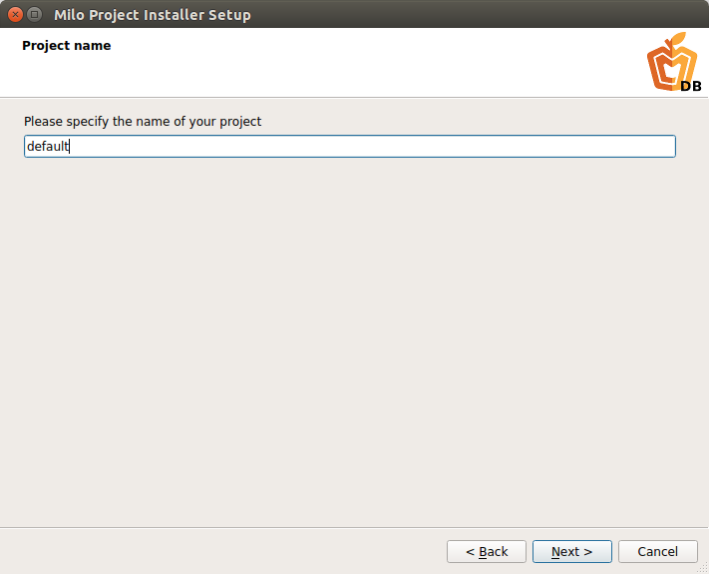 Milo Project Installer Setup
Project name
DB
Please specify the name of your project
default
< Back
Next >
Cancel